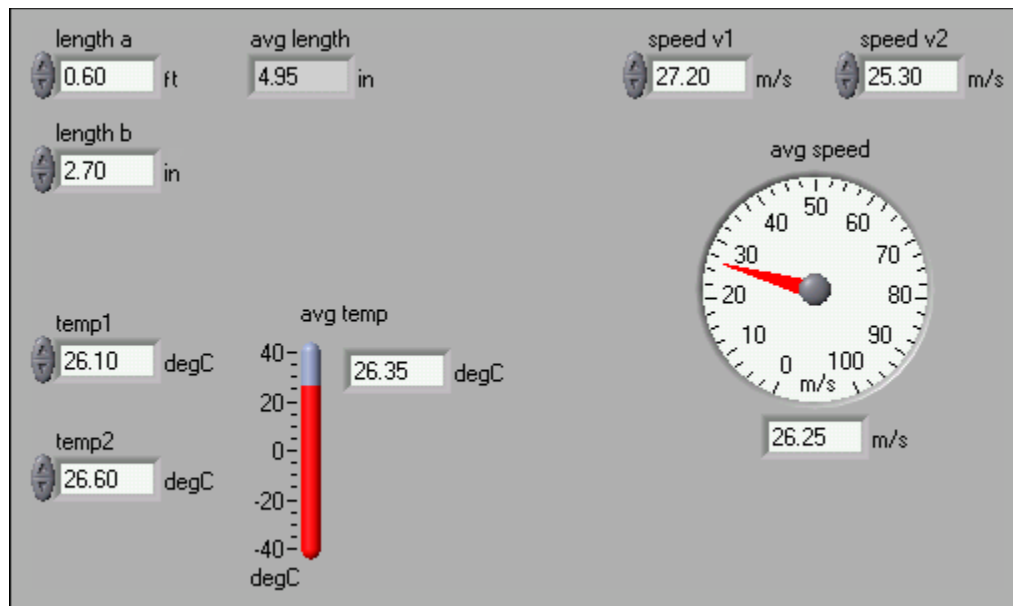 length a
0.60 ft
avg length
4.95 in
speed v1
27.20 m/s
speed v2
25.30 m/s
length b
2.70 in
avg speed
0 10 20 30 40 50 60 70 80 90 100
m/s
26.25 m/s
temp1
26.10 degC
temp2
26.60 degC
avg temp
40
20
0
-20
-40
degC
26.35 degC